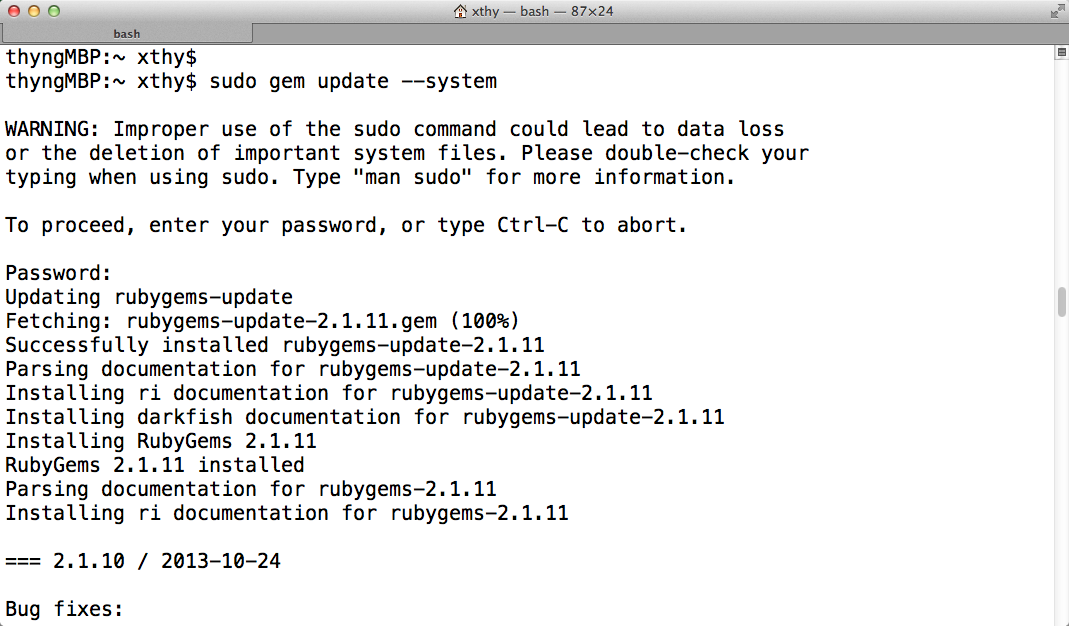 xthy — bash — 87×24
bash
thyngMBP:~ xthy$
thyngMBP:~ xthy$ sudo gem update --system
WARNING: Improper use of the sudo command could lead to data loss
or the deletion of important system files. Please double-check your
typing when using sudo. Type "man sudo" for more information.
To proceed, enter your password, or type Ctrl-C to abort.
Password:
Updating rubygems-update
Fetching: rubygems-update-2.1.11.gem (100%)
Successfully installed rubygems-update-2.1.11
Parsing documentation for rubygems-update-2.1.11
Installing ri documentation for rubygems-update-2.1.11
Installing darkfish documentation for rubygems-update-2.1.11
Installing RubyGems 2.1.11
RubyGems 2.1.11 installed
Parsing documentation for rubygems-2.1.11
Installing ri documentation for rubygems-2.1.11
=== 2.1.10 / 2013-10-24
Bug fixes: